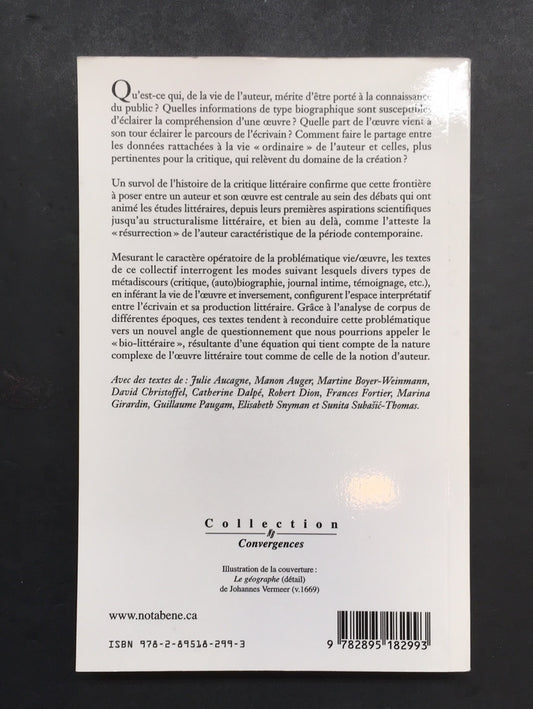 Qu'est-ce qui, de la vie de l'auteur, mérite d'être porté à la connaissance
du public ? Quelles informations de type biographique sont susceptibles
d'éclairer la compréhension d'une œuvre ? Quelle part de l'œuvre vient à
son tour éclairer le parcours de l'écrivain ? Comment faire le partage entre
les données rattachées à la vie « ordinaire » de l'auteur et celles, plus
pertinentes pour la critique, qui relèvent du domaine de la création ?
Un survol de l'histoire de la critique littéraire confirme que cette frontière
à poser entre un auteur et son œuvre est centrale au sein des débats qui ont
animé les études littéraires, depuis leurs premières aspirations scientifiques
jusqu'au structuralisme littéraire, et bien au delà, comme l'atteste la
« résurrection » de l'auteur caractéristique de la période contemporaine.
Mesurant le caractère opératoire de la problématique vie/œuvre, les textes
de ce collectif interrogent les modes suivant lesquels divers types de
métadiscours (critique, (auto)biographie, journal intime, témoignage, etc.),
en inférant la vie de l'œuvre et inversement, configurent l'espace interprétatif
entre l'écrivain et sa production littéraire. Grâce à l'analyse de corpus de
différentes époques, ces textes tendent à reconduire cette problématique
vers un nouvel angle de questionnement que nous pourrions appeler le
« bio-littéraire », résultante d'une équation qui tient compte de la nature
complexe de l'œuvre littéraire tout comme de celle de la notion d'auteur.
Avec des textes de : Julie Aucagne, Manon Auger, Martine Boyer-Weinmann,
David Christoffel, Catherine Dalpé, Robert Dion, Frances Fortier, Marina
Girardin, Guillaume Paugam, Elisabeth Snyman et Sunita Subašić-Thomas.
Collection
Convergences
Illustration de la couverture :
Le géographe (détail)
de Johannes Vermeer (v.1669)
www.notabene.ca
ISBN 978-2-89518-299-3
9 782895 182993